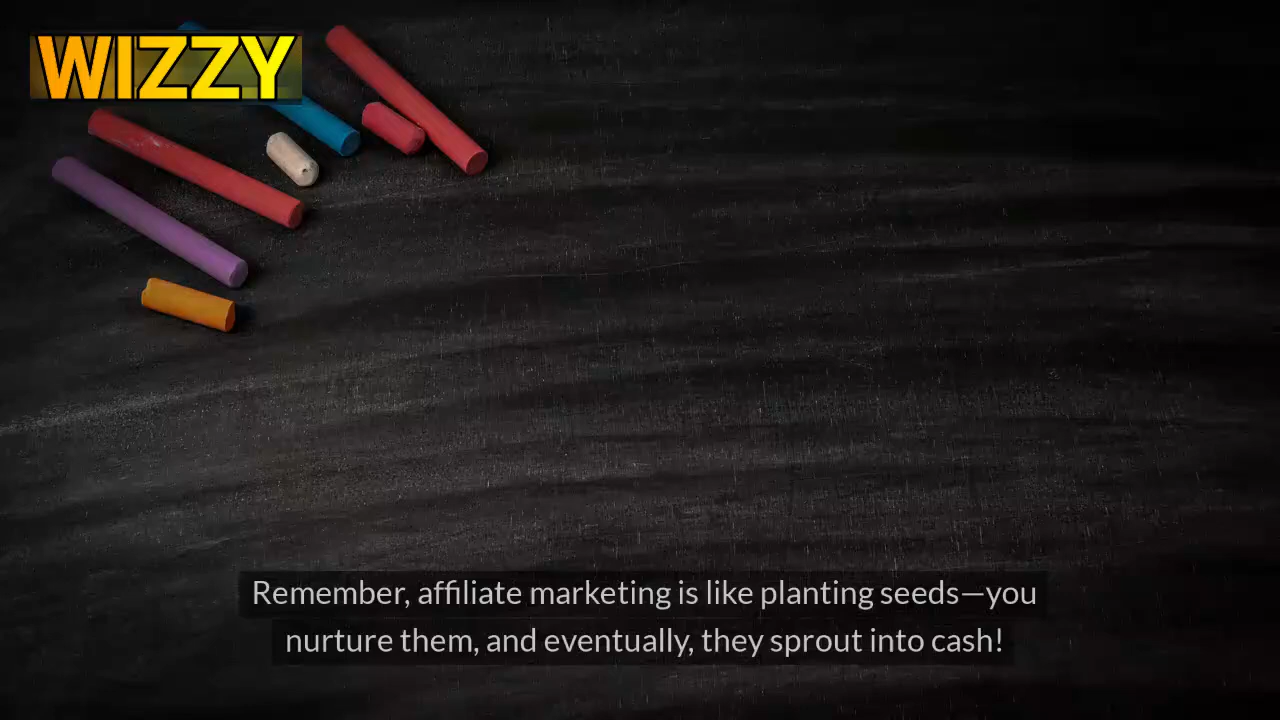 WIZZY
Remember, affiliate marketing is like planting seeds—you
nurture them, and eventually, they sprout into cash!